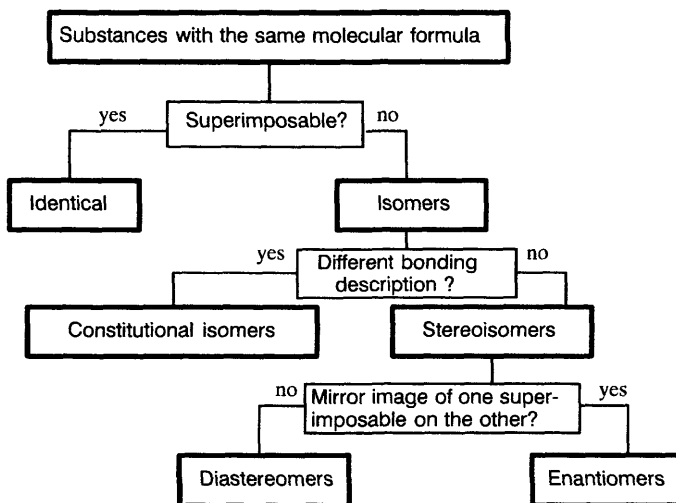 Substances with the same molecular formula
yes
Superimposable?
no
Identical
Isomers
yes
Different bonding
description ?
no
Constitutional isomers
Stereoisomers
no
Mirror image of one super-
imposable on the other?
yes
Diastereomers
Enantiomers